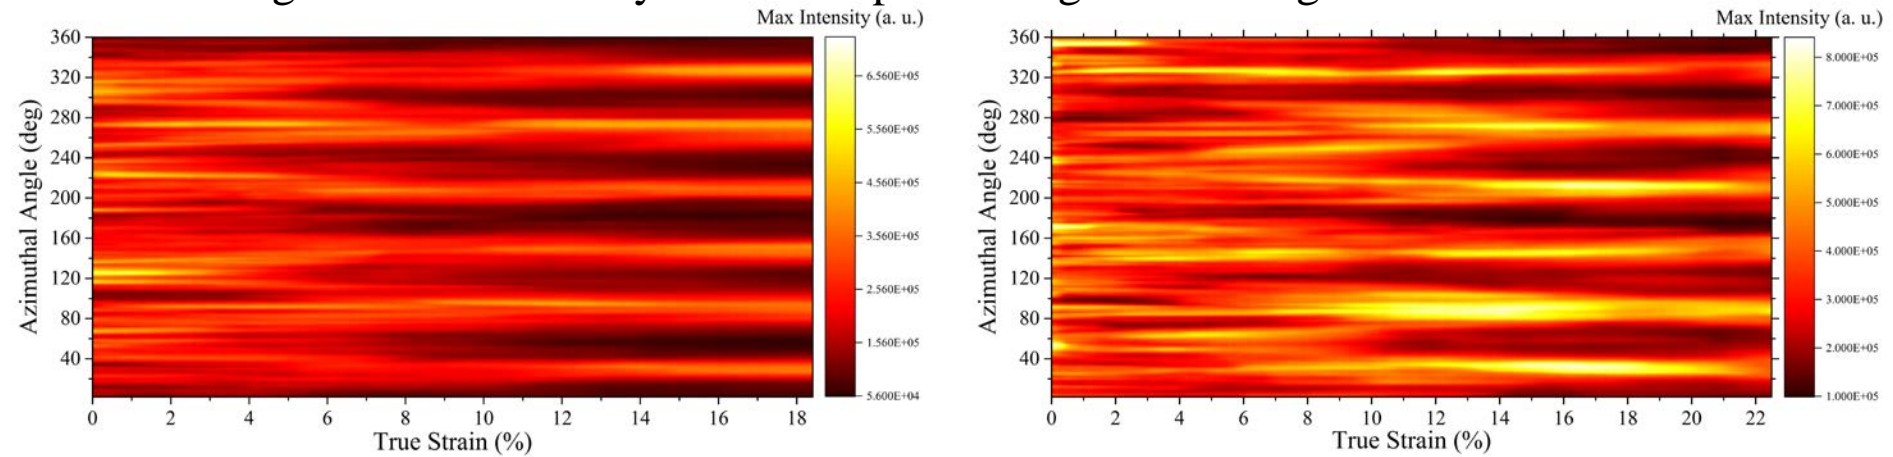 Max Intensity (a. u.)
360
320
280
240
200
160
120
80
40
Azimuthal Angle (deg)
0 2 4 6 8 10 12 14 16 18
True Strain (%)
6.560E+05
5.560E+05
4.560E+05
3.560E+05
2.560E+05
1.560E+05
5.600E+04
Max Intensity (a. u.)
360
320
280
240
200
160
120
80
40
Azimuthal Angle (deg)
0 2 4 6 8 10 12 14 16 18 20 22
True Strain (%)
8.000E+05
7.000E+05
6.000E+05
5.000E+05
4.000E+05
3.000E+05
2.000E+05
1.000E+05